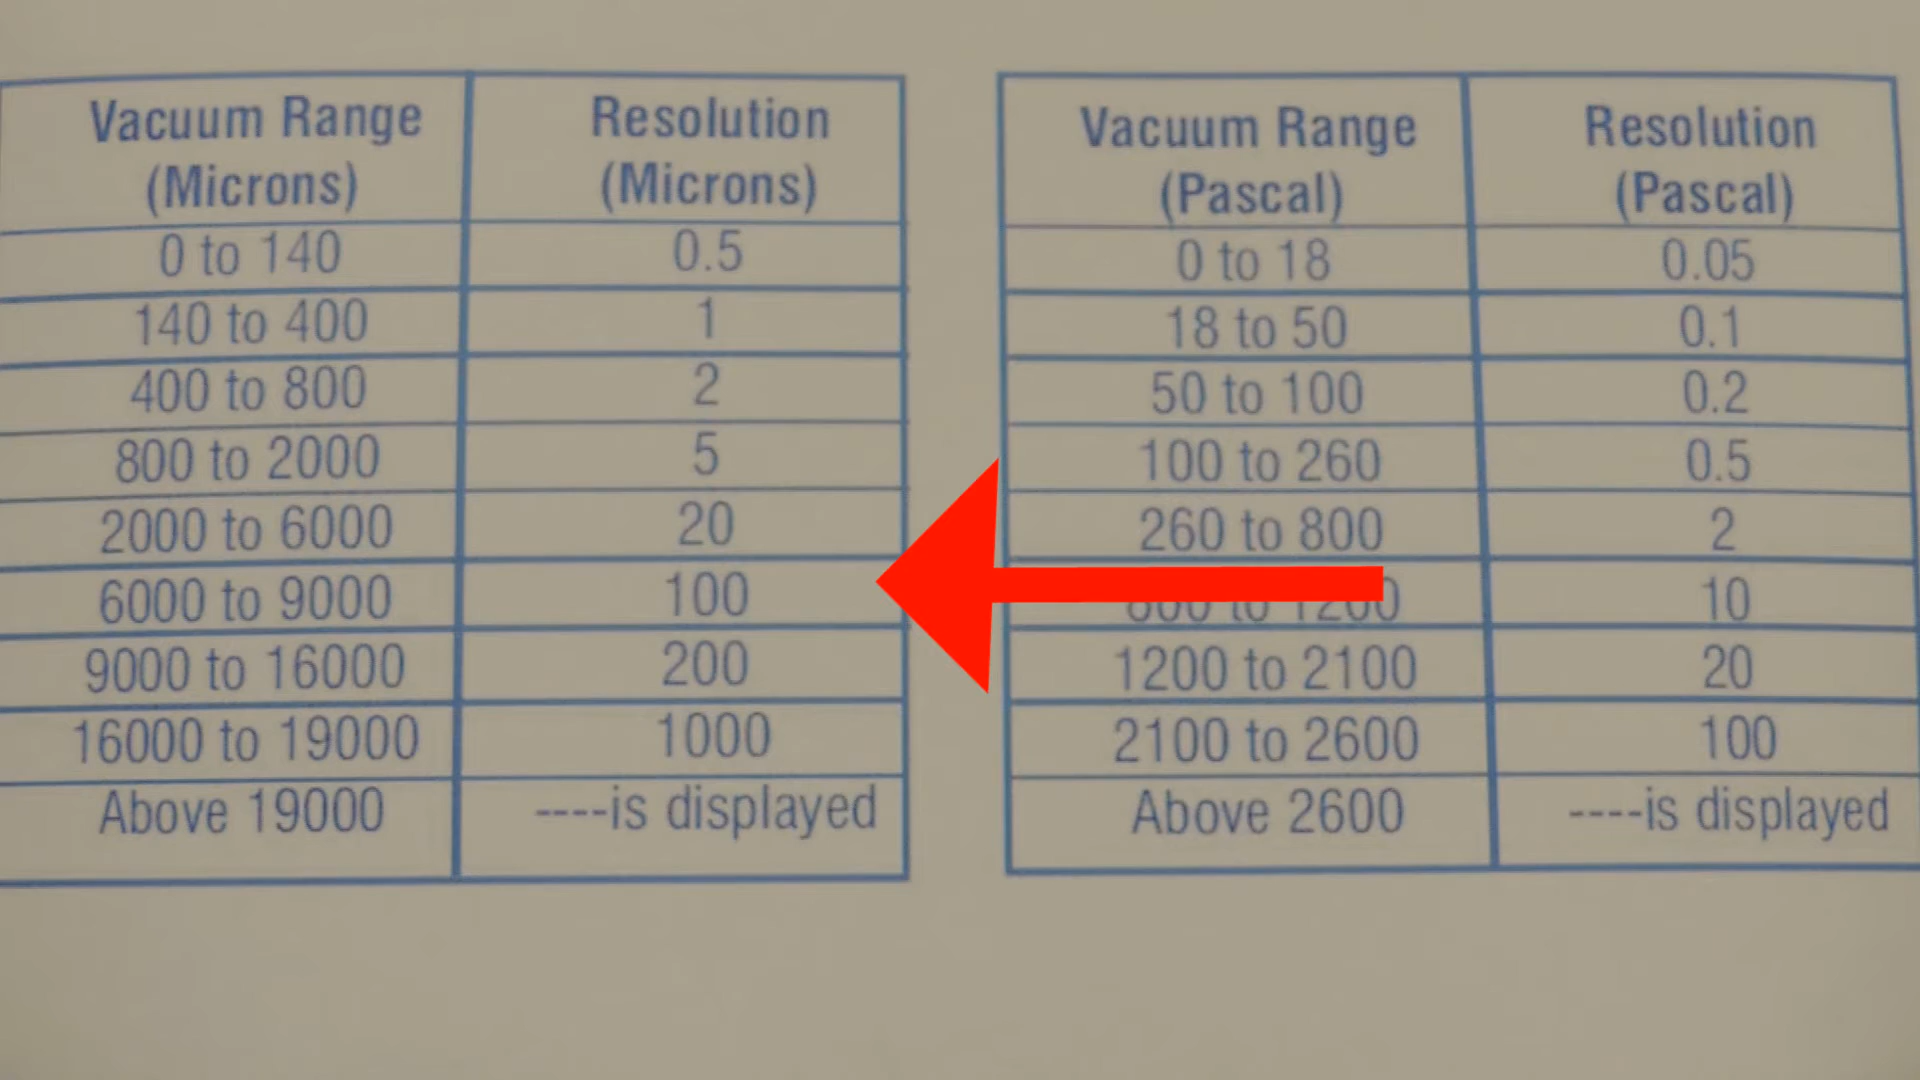 Vacuum Range (Microns) Resolution (Microns)
0 to 140 0.5
140 to 400 1
400 to 800 2
800 to 2000 5
2000 to 6000 20
6000 to 9000 100
9000 to 16000 200
16000 to 19000 1000
Above 19000 ----is displayed
Vacuum Range (Pascal) Resolution (Pascal)
0 to 18 0.05
18 to 50 0.1
50 to 100 0.2
100 to 260 0.5
260 to 800 2
800 to 1200 10
1200 to 2100 20
2100 to 2600 100
Above 2600 ----is displayed